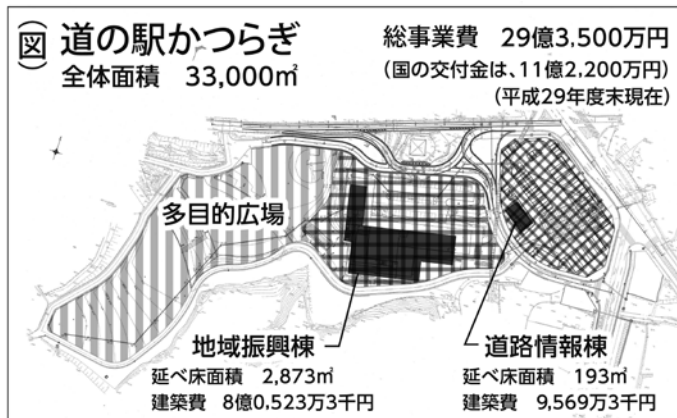 (図) 道の駅かつらぎ
全体面積 33,000㎡
総事業費 29億3,500万円
(国の交付金は、11億2,200万円)
(平成29年度末現在)
多目的広場
地域振興棟
延べ床面積 2,873㎡
建築費 8億0,523万3千円
道路情報棟
延べ床面積 193㎡
建築費 9,569万3千円